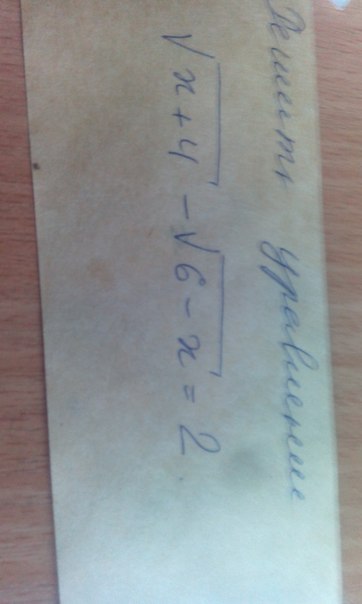 Решить уравнение
√x+4 - √6-x = 2